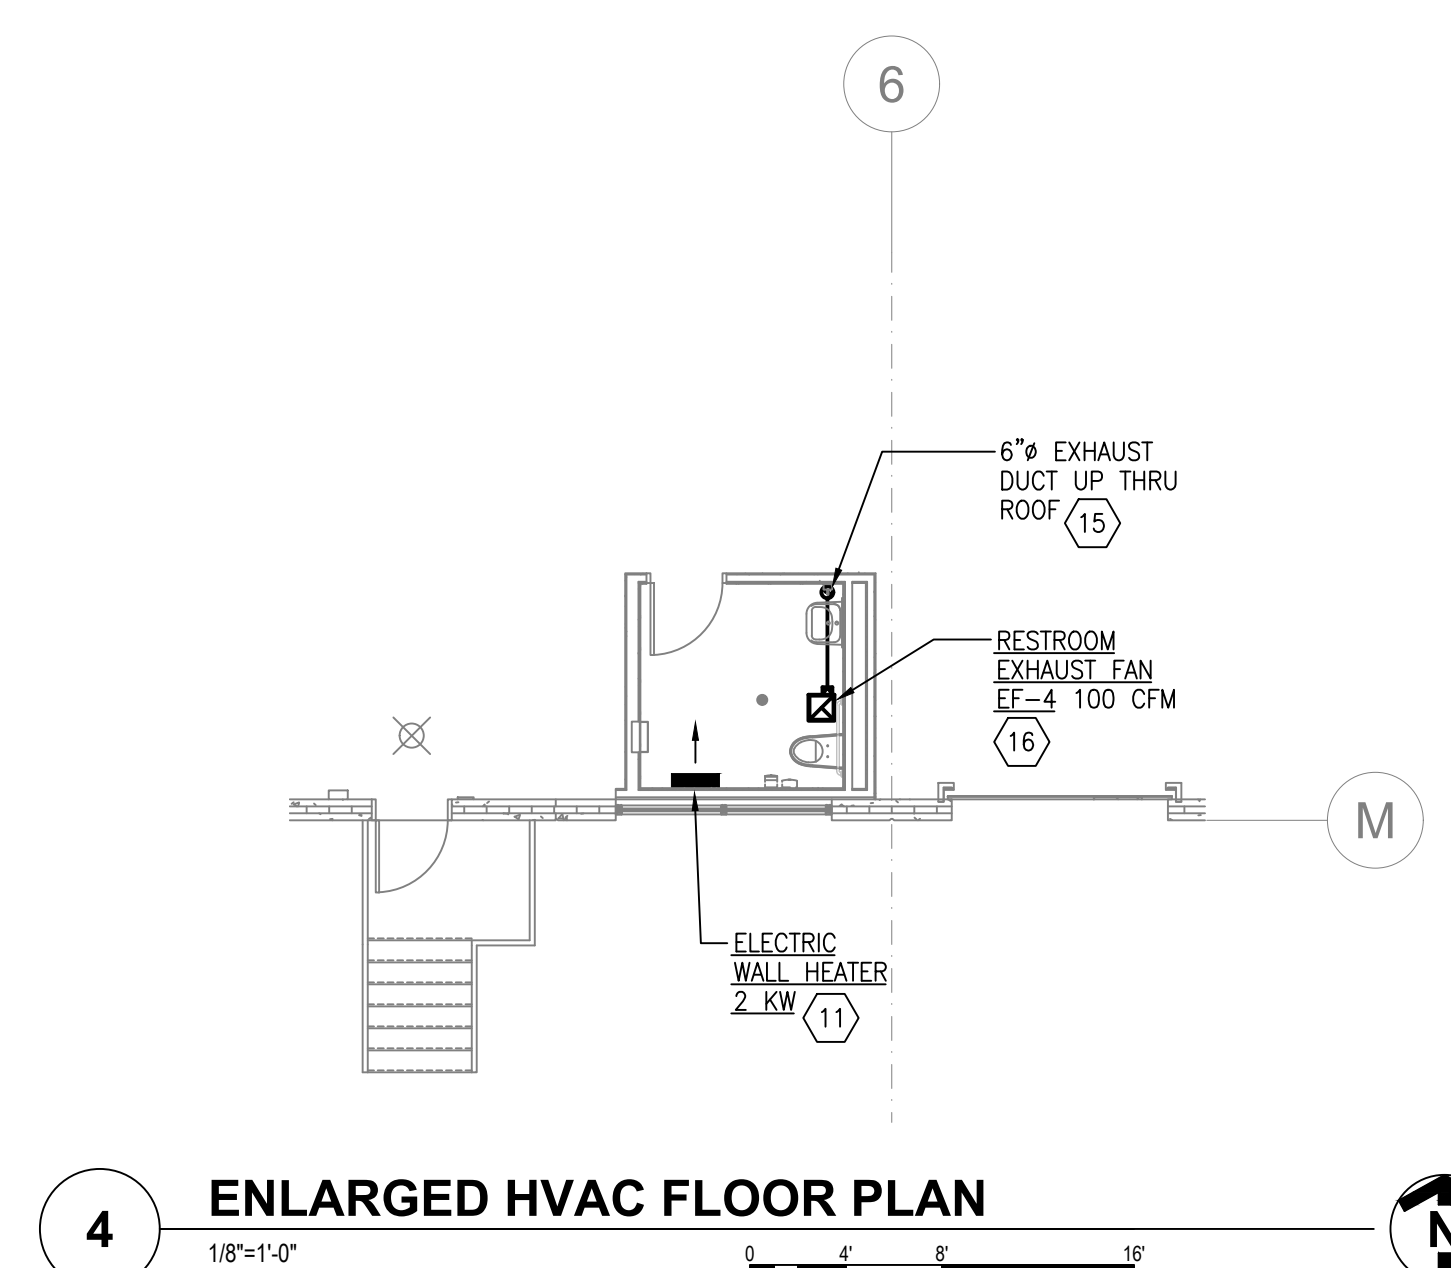 6
6"ø EXHAUST
DUCT UP THRU
ROOF 15
RESTROOM
EXHAUST FAN
EF-4 100 CFM
16
M
ELECTRIC
WALL HEATER
2 KW 11
4
ENLARGED HVAC FLOOR PLAN
1/8"=1'-0"
0 4' 8' 16'
N